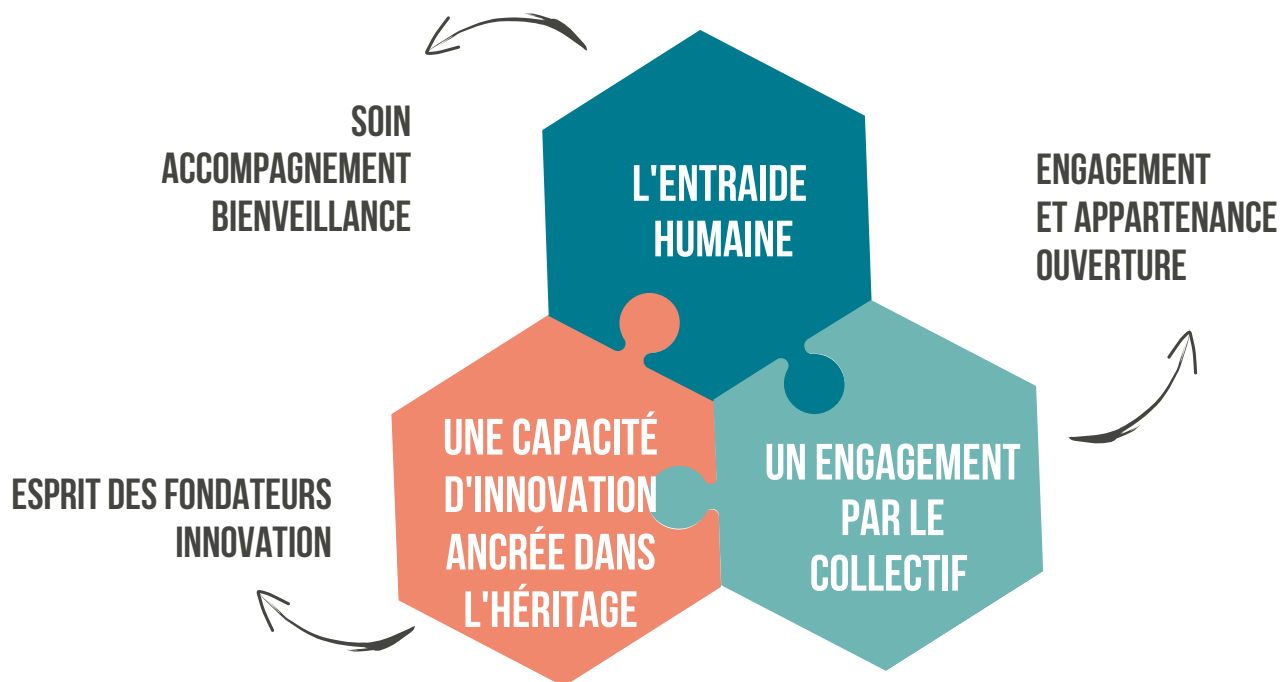 SOIN
ACCOMPAGNEMENT
BIENVEILLANCE
L'ENTRAIDE
HUMAINE
ENGAGEMENT
ET APPARTENANCE
OUVERTURE
UNE CAPACITÉ
D'INNOVATION
ANCRÉE DANS
L'HÉRITAGE
UN ENGAGEMENT
PAR LE
COLLECTIF
ESPRIT DES FONDATEURS
INNOVATION